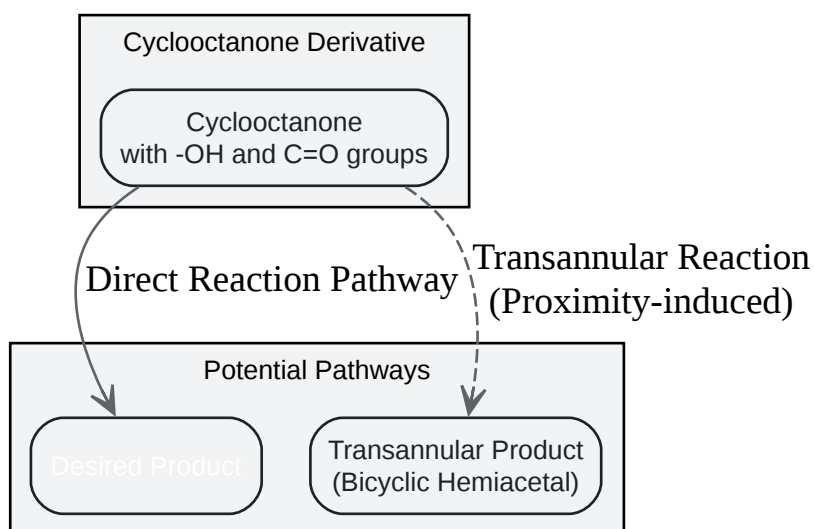 Cyclooctanone Derivative
Cyclooctanone
with -OH and C=O groups
Direct Reaction Pathway
Transannular Reaction
(Proximity-induced)
Potential Pathways
Desired Product
Transannular Product
(Bicyclic Hemiacetal)